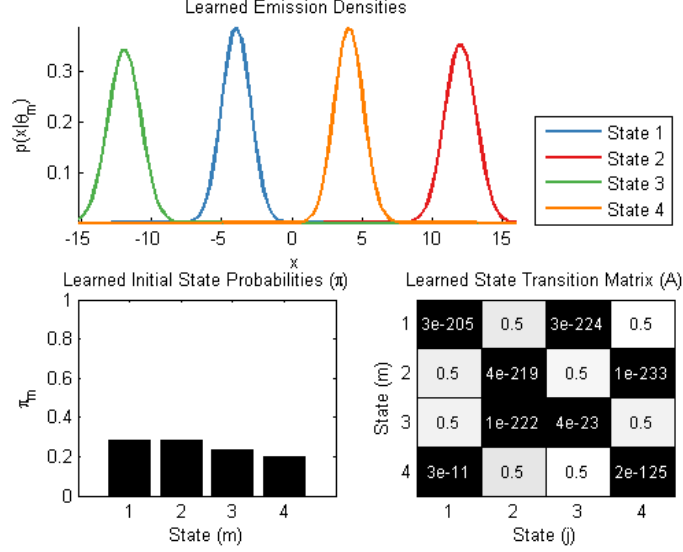 Learned Emission Densities
p(x|θm)
0.3
0.2
0.1
-15 -10 -5 0 5 10 15
x
State 1
State 2
State 3
State 4
Learned Initial State Probabilities (π)
πm
1
0.8
0.6
0.4
0.2
0
1 2 3 4
State (m)
Learned State Transition Matrix (A)
State (m)
1 3e-205 0.5 3e-224 0.5
2 0.5 4e-219 0.5 1e-233
3 0.5 1e-222 4e-23 0.5
4 3e-11 0.5 0.5 2e-125
1 2 3 4
State (j)